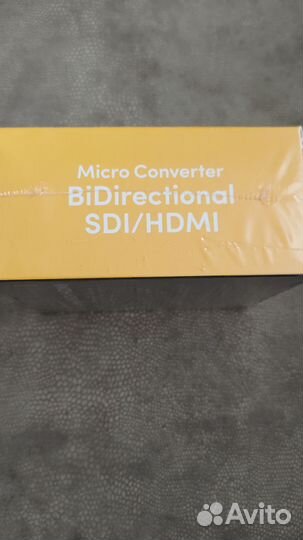 Micro Converter
BiDirectional
SDI/HDMI
Avito